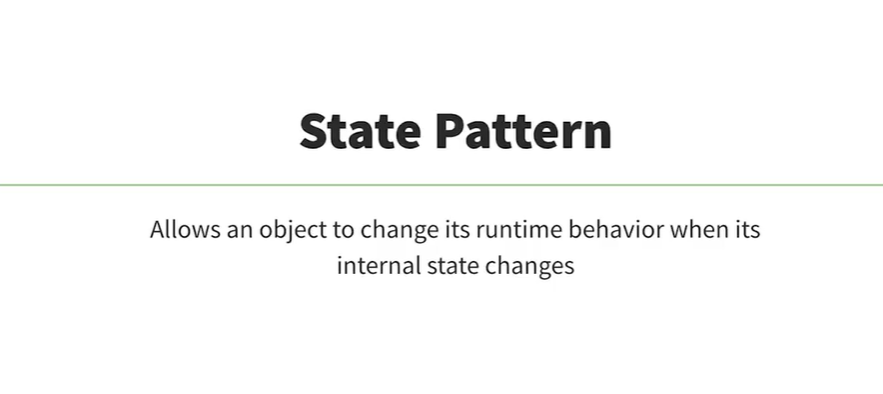 State Pattern
Allows an object to change its runtime behavior when its
internal state changes